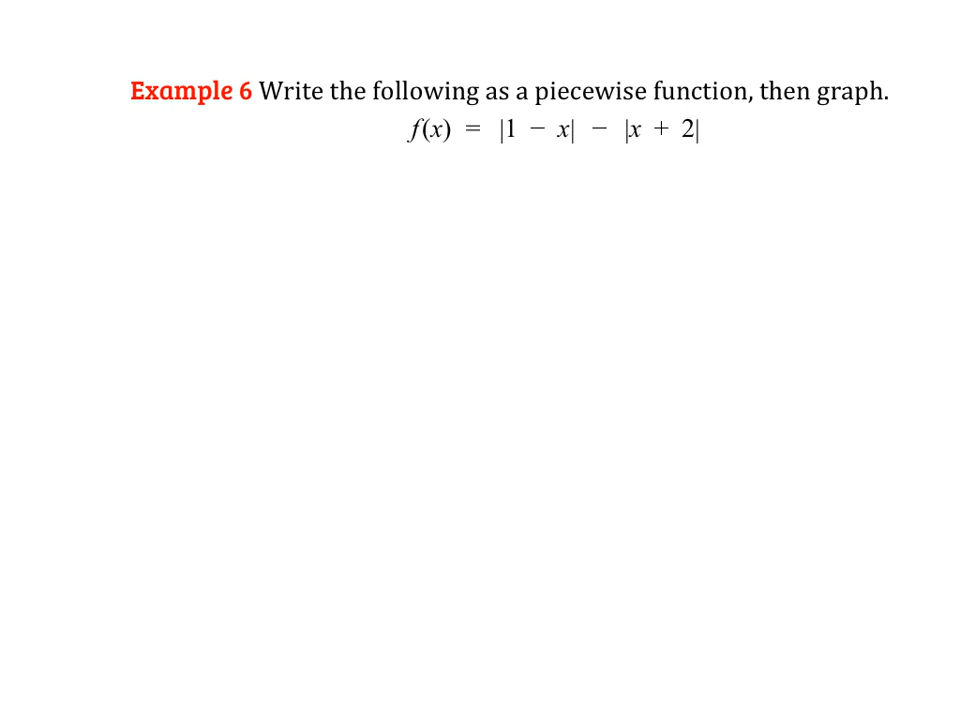 Example 6 Write the following as a piecewise function, then graph.
f(x) = |1 − x| − |x + 2|